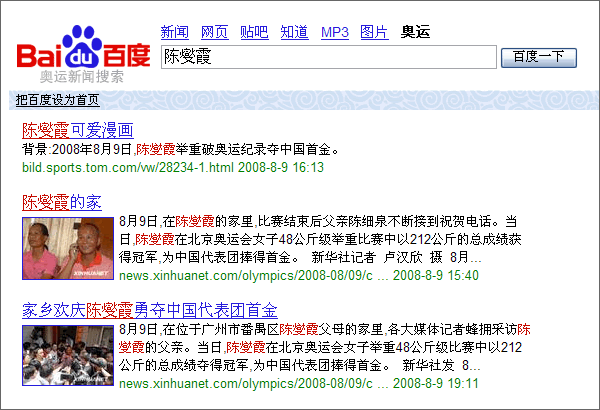 新闻 网页 贴吧 知道 MP3 图片 奥运
Bai du 百度
奥运新闻搜索
陈燮霞
百度一下
把百度设为首页
陈燮霞可爱漫画
背景:2008年8月9日,陈燮霞举重破奥运纪录夺中国首金。
bild.sports.tom.com/vw/28234-1.html 2008-8-9 16:13
陈燮霞的家
8月9日,在陈燮霞的家里,比赛结束后父亲陈细泉不断接到祝贺电话。当
日,陈燮霞在北京奥运会女子48公斤级举重比赛中以212公斤的总成绩获
得冠军,为中国代表团捧得首金。 新华社记者 卢汉欣 摄 8月...
news.xinhuanet.com/olympics/2008-08/09/c ... 2008-8-9 15:40
XINHUANET
家乡欢庆陈燮霞勇夺中国代表团首金
8月9日,在位于广州市番禺区陈燮霞父母的家里,各大媒体记者蜂拥采访陈
燮霞的父亲。当日,陈燮霞在北京奥运会女子举重48公斤级比赛中以212
公斤的总成绩夺得冠军,为中国代表团捧得首金。 新华社发 8...
news.xinhuanet.com/olympics/2008-08/09/c ... 2008-8-9 19:11
XINHUANET